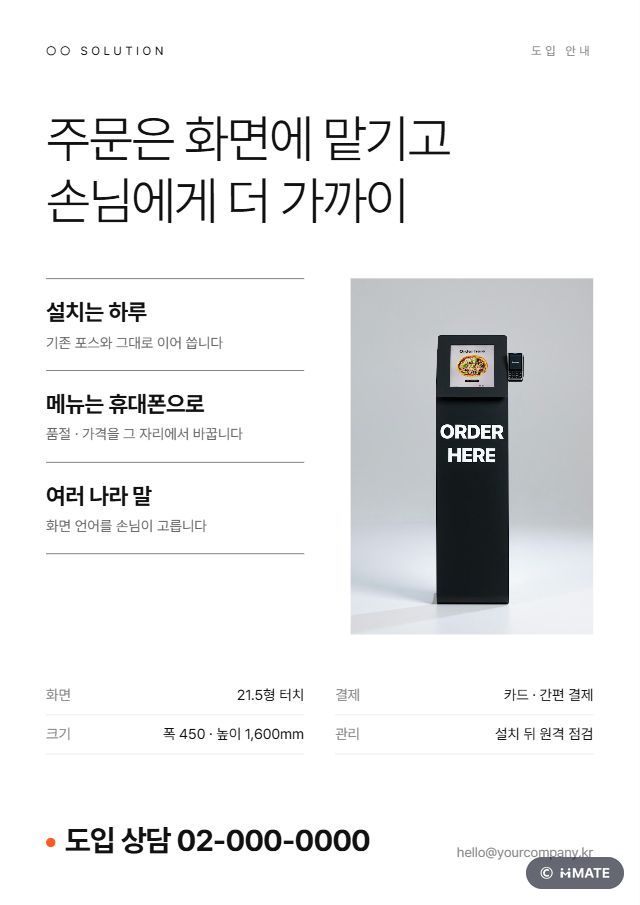 ○○ SOLUTION
도입 안내
주문은 화면에 맡기고
손님에게 더 가까이
설치는 하루
기존 포스와 그대로 이어 씁니다
메뉴는 휴대폰으로
품절 · 가격을 그 자리에서 바꿉니다
여러 나라 말
화면 언어를 손님이 고릅니다
Order here
ORDER
HERE
화면 21.5형 터치
결제 카드 · 간편 결제
크기 폭 450 · 높이 1,600mm
관리 설치 뒤 원격 점검
도입 상담 02-000-0000
hello@yourcompany.kr
© MMATE